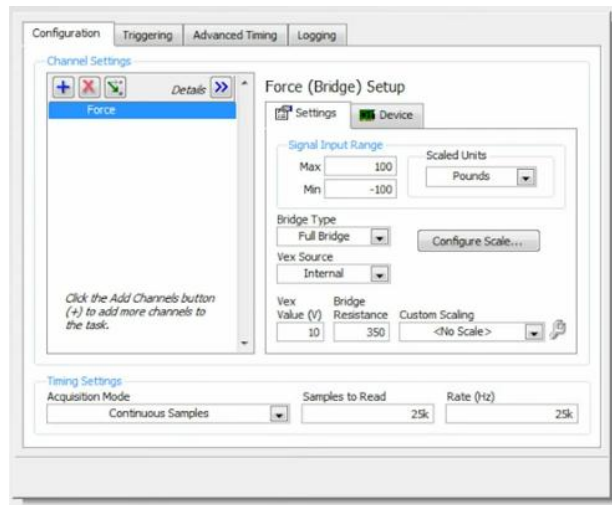 Configuration Triggering Advanced Timing Logging
Channel Settings
Details
Force
Click the Add Channels button
(+) to add more channels to
the task.
Force (Bridge) Setup
Settings Device
Signal Input Range
Max 100
Min -100
Scaled Units
Pounds
Bridge Type
Full Bridge
Configure Scale...
Vex Source
Internal
Vex Bridge
Value (V) Resistance Custom Scaling
10 350 <No Scale>
Timing Settings
Acquisition Mode Samples to Read Rate (Hz)
Continuous Samples 25k 25k